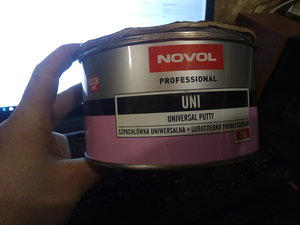 NOVOL
PROFESSIONAL
UNI
UNIVERSAL PUTTY
SZPACHLÓWKA UNIWERSALNA • ШПАТЛЕВКА УНИВЕРСАЛЬНАЯ